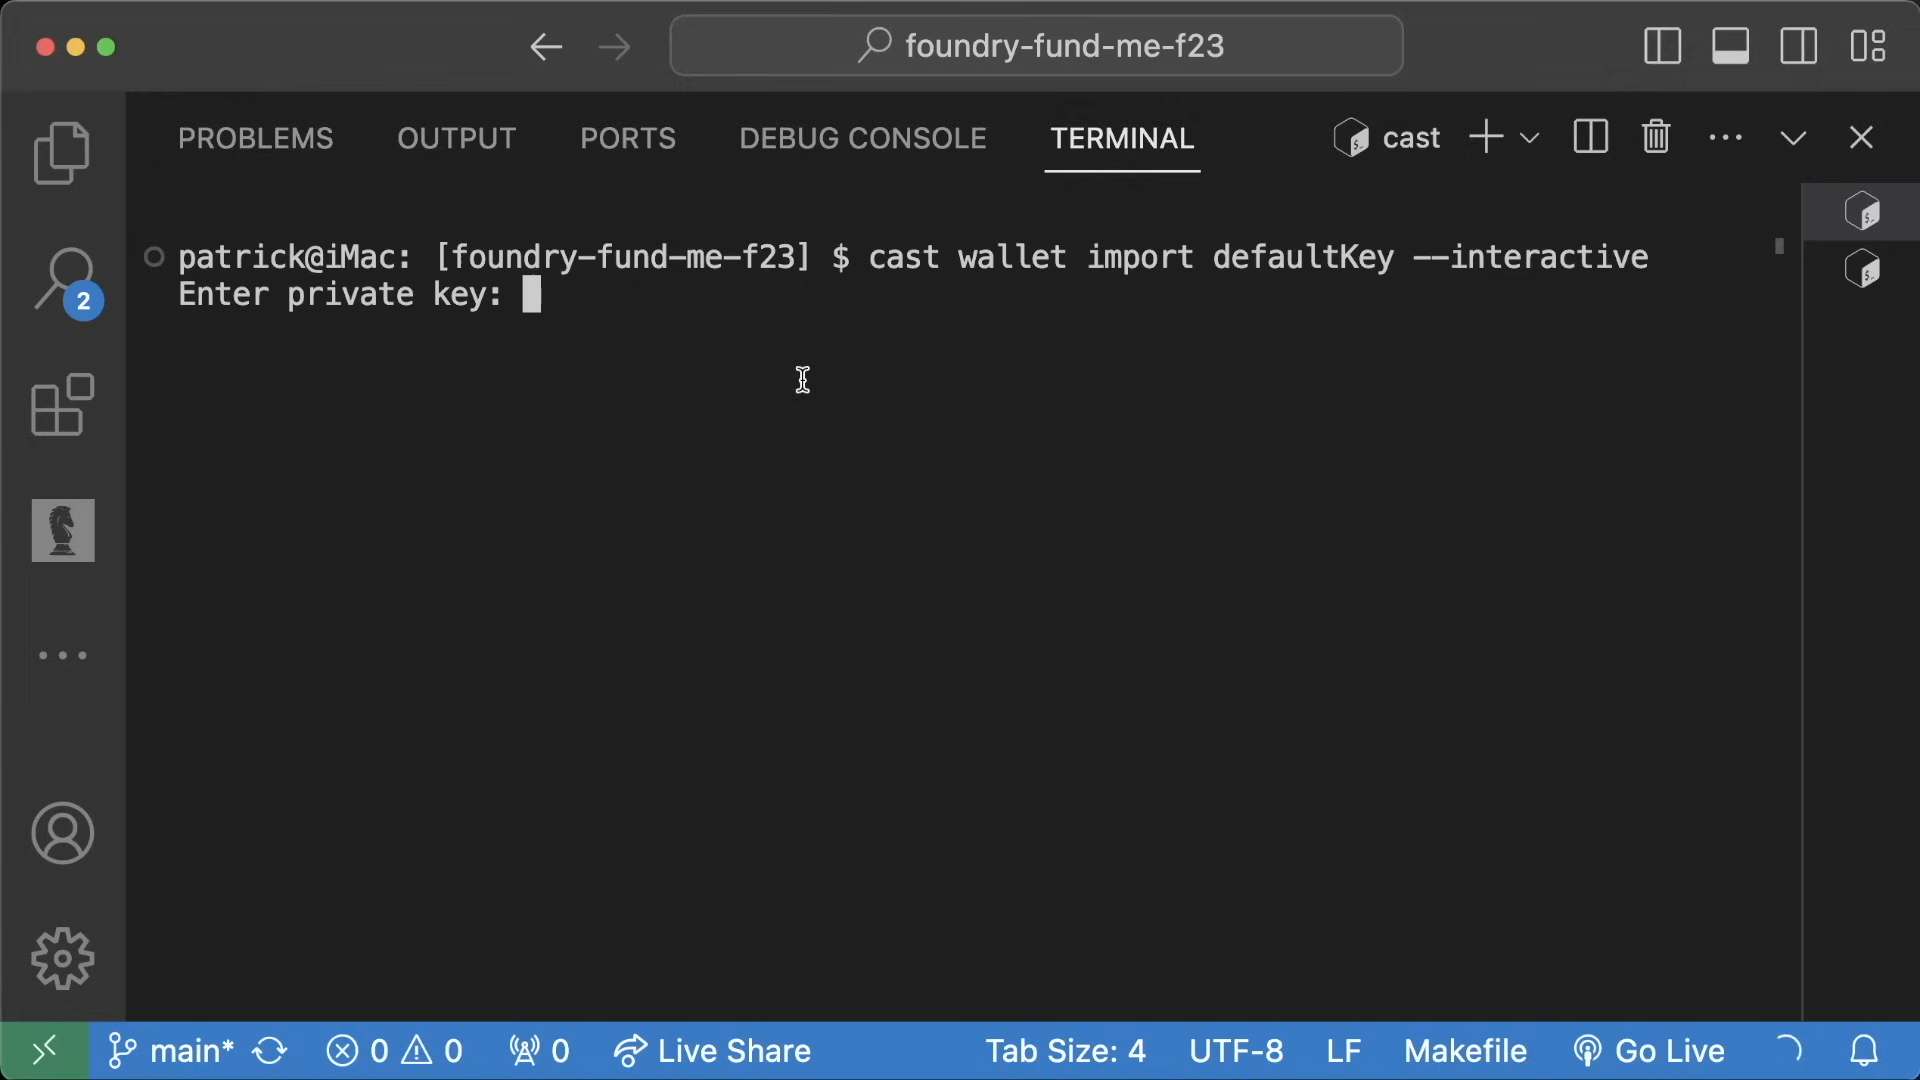 foundry-fund-me-f23
PROBLEMS OUTPUT PORTS DEBUG CONSOLE TERMINAL cast
patrick@iMac: [foundry-fund-me-f23] $ cast wallet import defaultKey --interactive
Enter private key:
2
main* 0 0 0 Live Share Tab Size: 4 UTF-8 LF Makefile Go Live